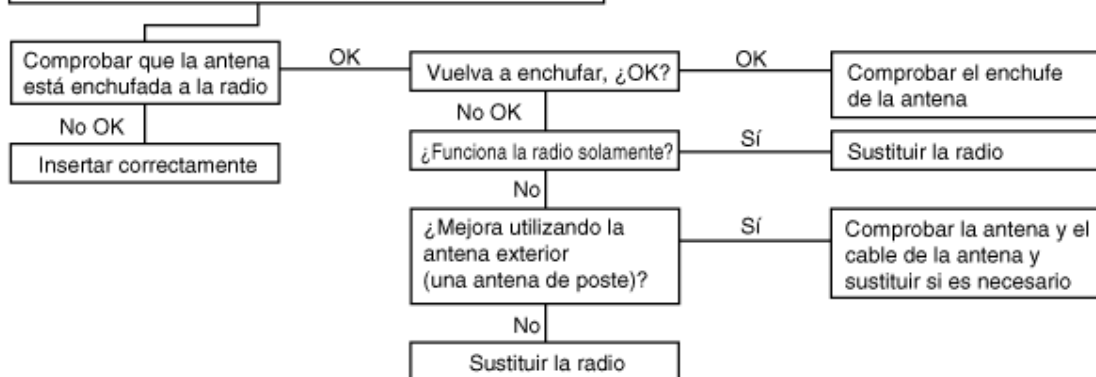 Comprobar que la antena
está enchufada a la radio
OK
Vuelva a enchufar, ¿OK?
OK
Comprobar el enchufe
de la antena
No OK
No OK
Insertar correctamente
¿Funciona la radio solamente?
Sí
Sustituir la radio
No
¿Mejora utilizando la
antena exterior
(una antena de poste)?
Sí
Comprobar la antena y el
cable de la antena y
sustituir si es necesario
No
Sustituir la radio